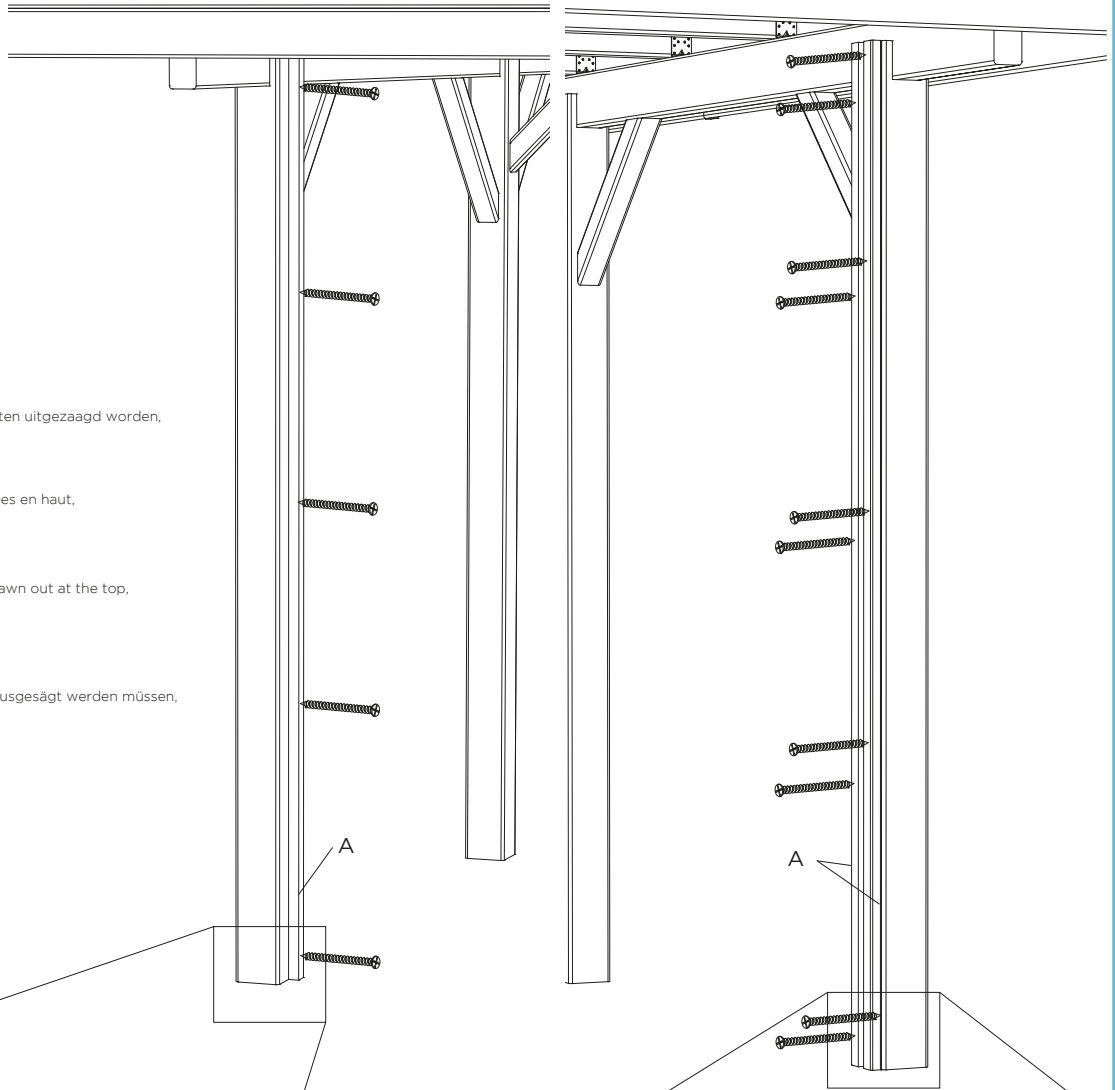 ten uitgezaagd worden,
es en haut,
awn out at the top,
usgesägt werden müssen,
A
A